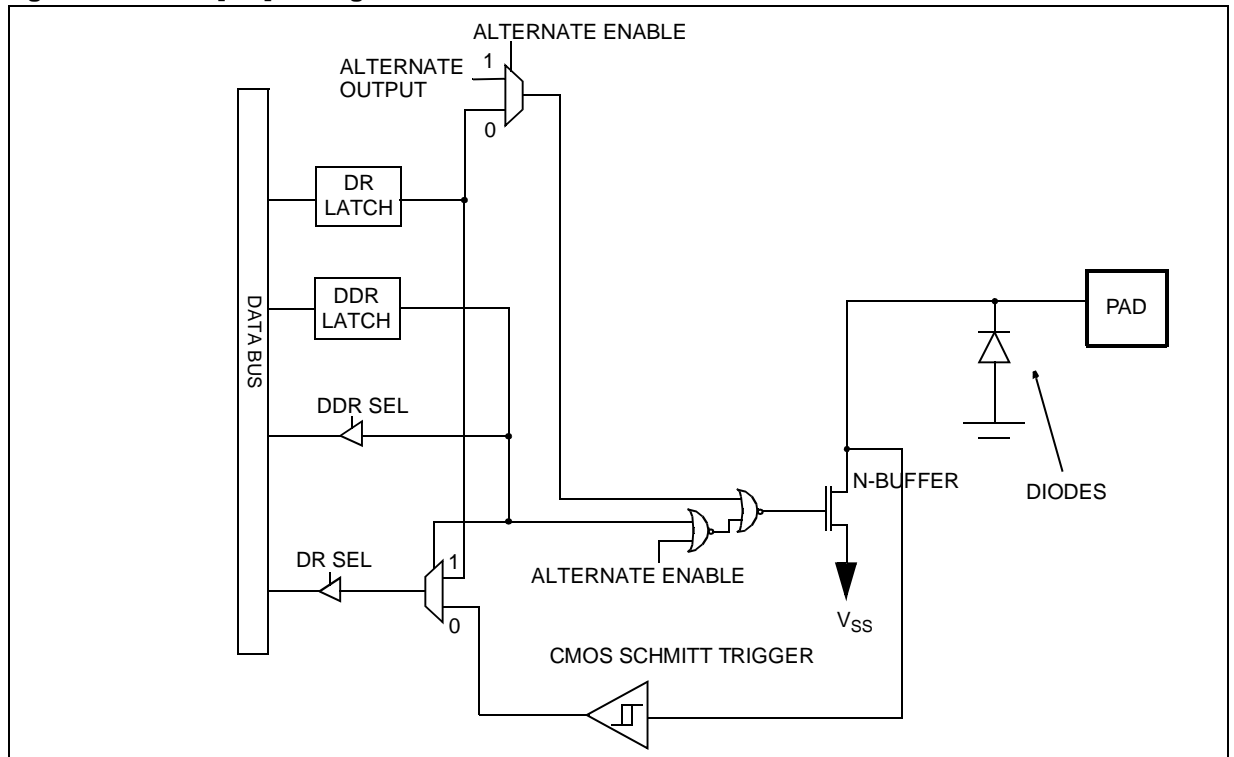 ALTERNATE ENABLE
1
ALTERNATE
OUTPUT
0
DR
LATCH
DDR
LATCH
PAD
DATA BUS
DDR SEL
N-BUFFER
DIODES
DR SEL
1
ALTERNATE ENABLE
0
VSS
CMOS SCHMITT TRIGGER